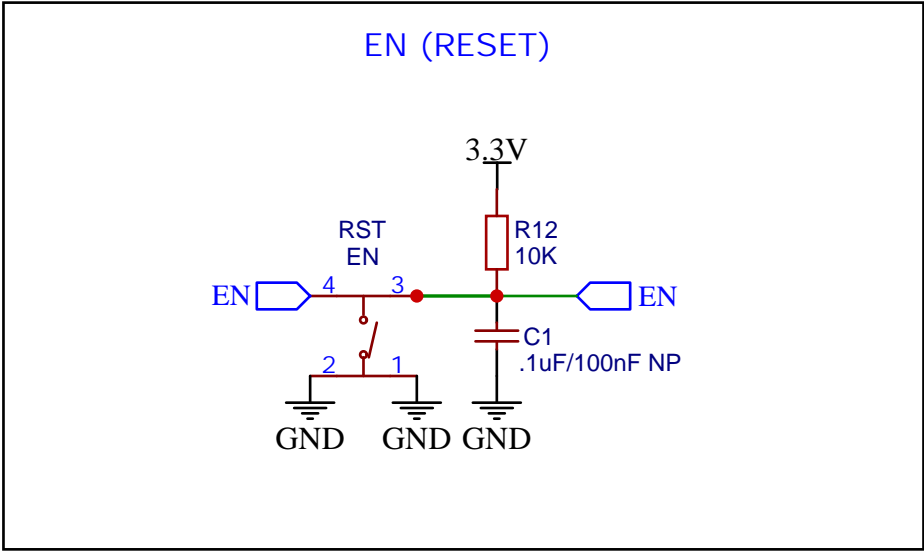 EN (RESET)
3.3V
RST
EN
R12
10K
EN
4
3
EN
C1
.1uF/100nF NP
2
1
GND
GND
GND